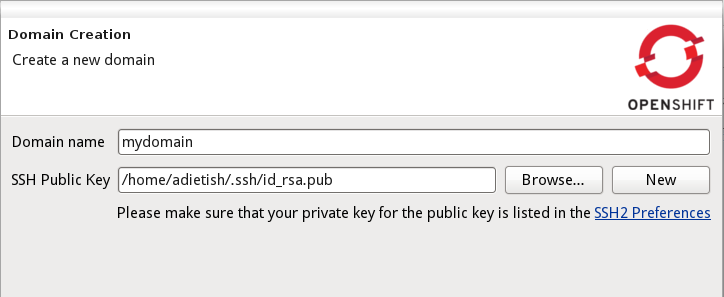 Domain Creation
Create a new domain
OPENSHIFT
Domain name mydomain
SSH Public Key /home/adietish/.ssh/id_rsa.pub Browse... New
Please make sure that your private key for the public key is listed in the SSH2 Preferences